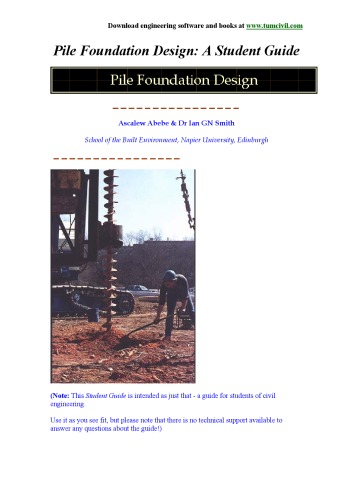 Download engineering software and books at www.tumcivil.com
Pile Foundation Design: A Student Guide
Pile Foundation Design
Ascalew Abebe & Dr Ian GN Smith
School of the Built Environment, Napier University, Edinburgh
(Note: This Student Guide is intended as just that - a guide for students of civil
engineering.
Use it as you see fit, but please note that there is no technical support available to
answer any questions about the guide!)